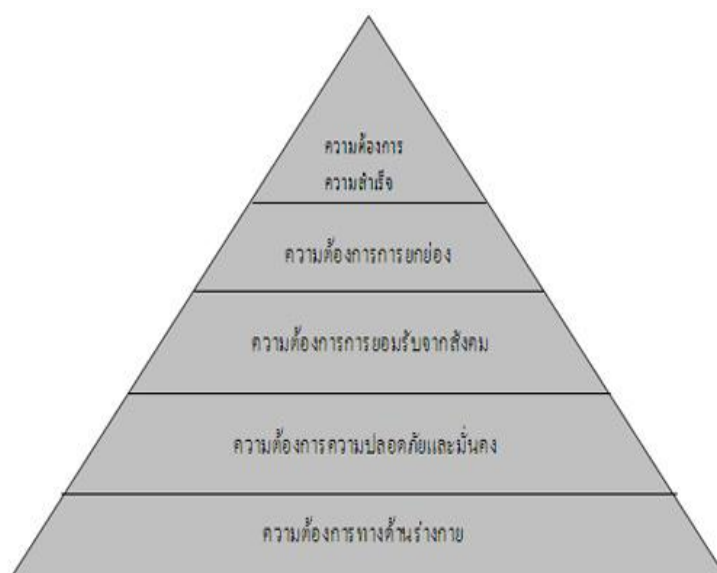 ความต้องการ
ความสำเร็จ
ความต้องการการยกย่อง
ความต้องการการยอมรับจากสังคม
ความต้องการความปลอดภัยและมั่นคง
ความต้องการทางด้านร่างกาย